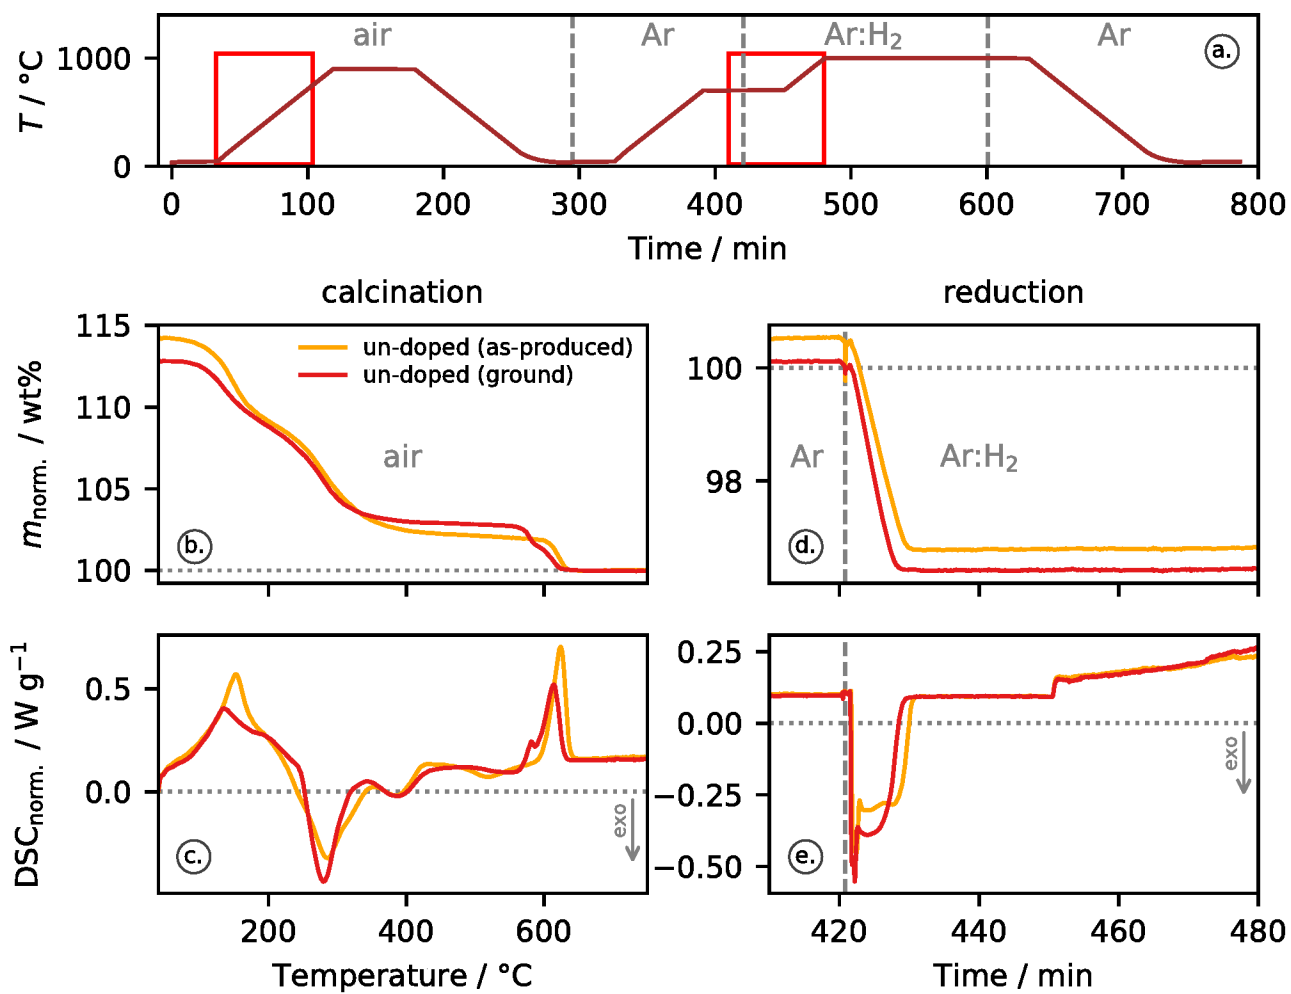 air Ar Ar:H₂ Ar
a.
T / °C
1000
0
0 100 200 300 400 500 600 700 800
Time / min
calcination
reduction
115
110
105
100
m_norm. / wt%
un-doped (as-produced)
un-doped (ground)
air
b.
100
98
Ar Ar:H₂
d.
0.5
0.0
DSC_norm. / W g⁻¹
exo
c.
200 400 600
Temperature / °C
0.25
0.00
−0.25
−0.50
exo
e.
420 440 460 480
Time / min